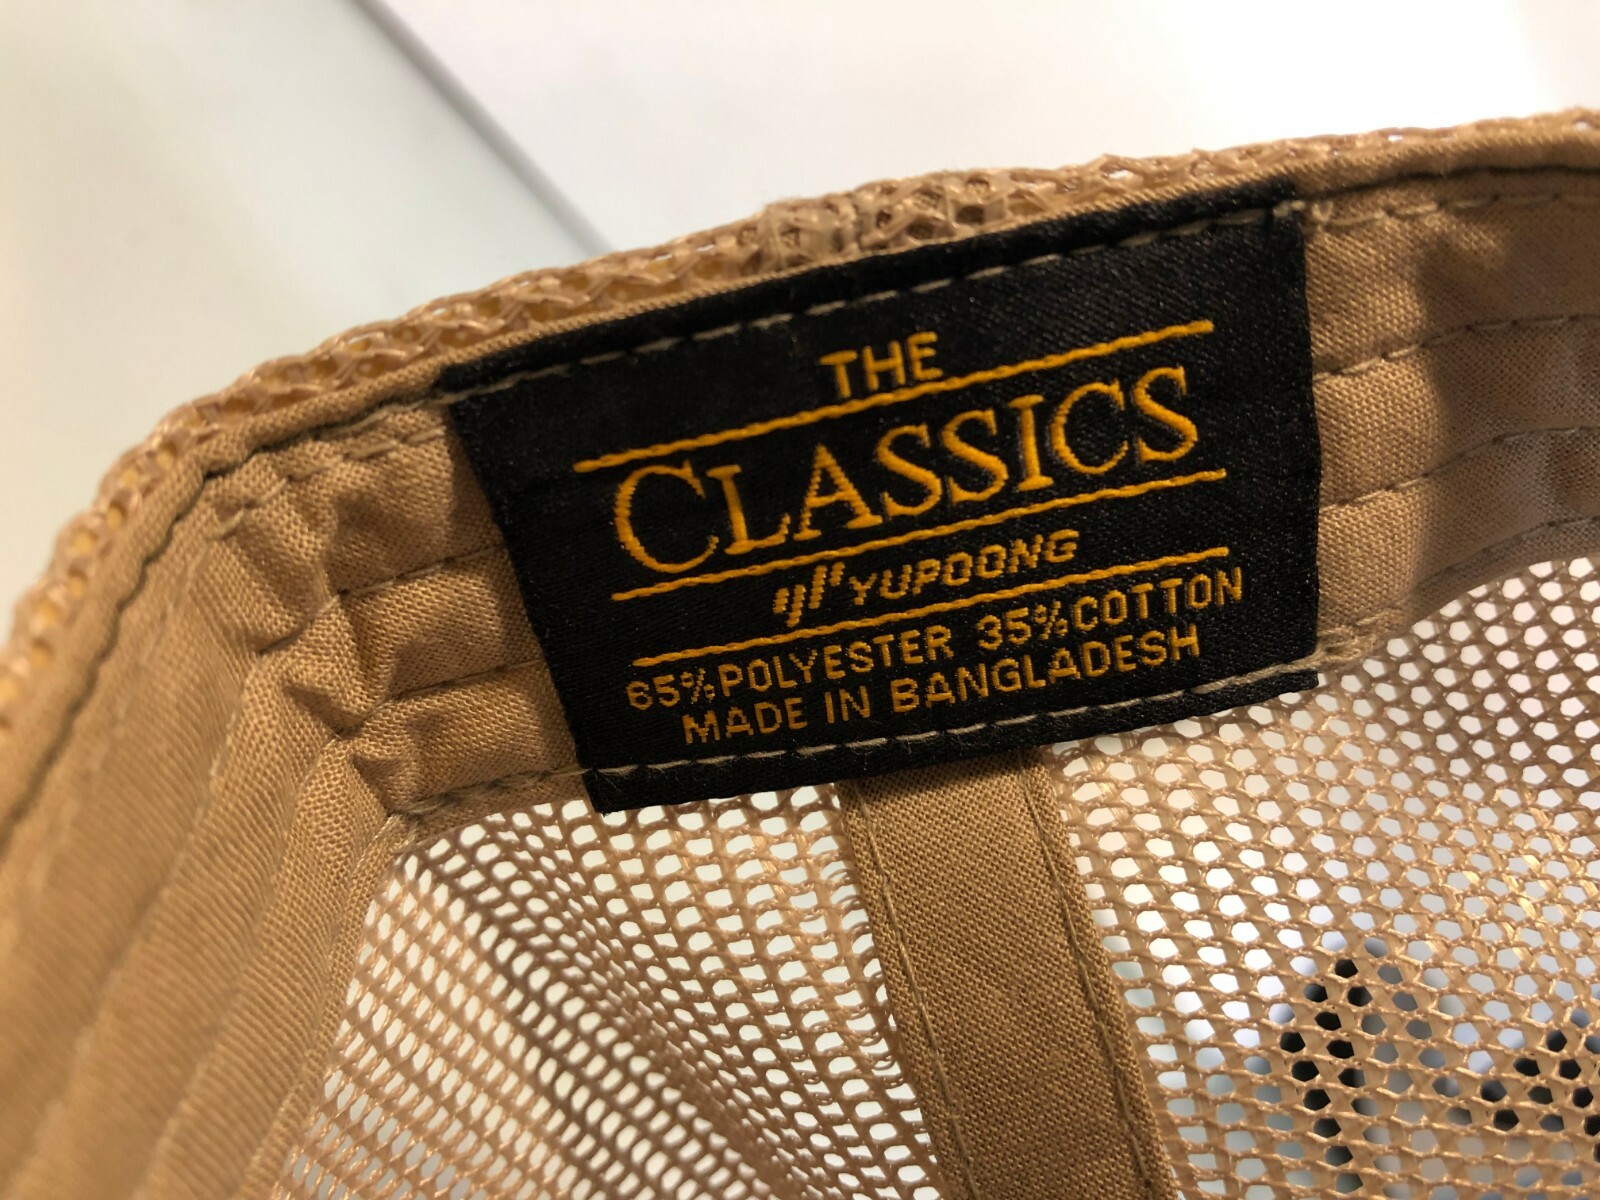 THE
CLASSICS
YUPOONG
65%POLYESTER 35%COTTON
MADE IN BANGLADESH